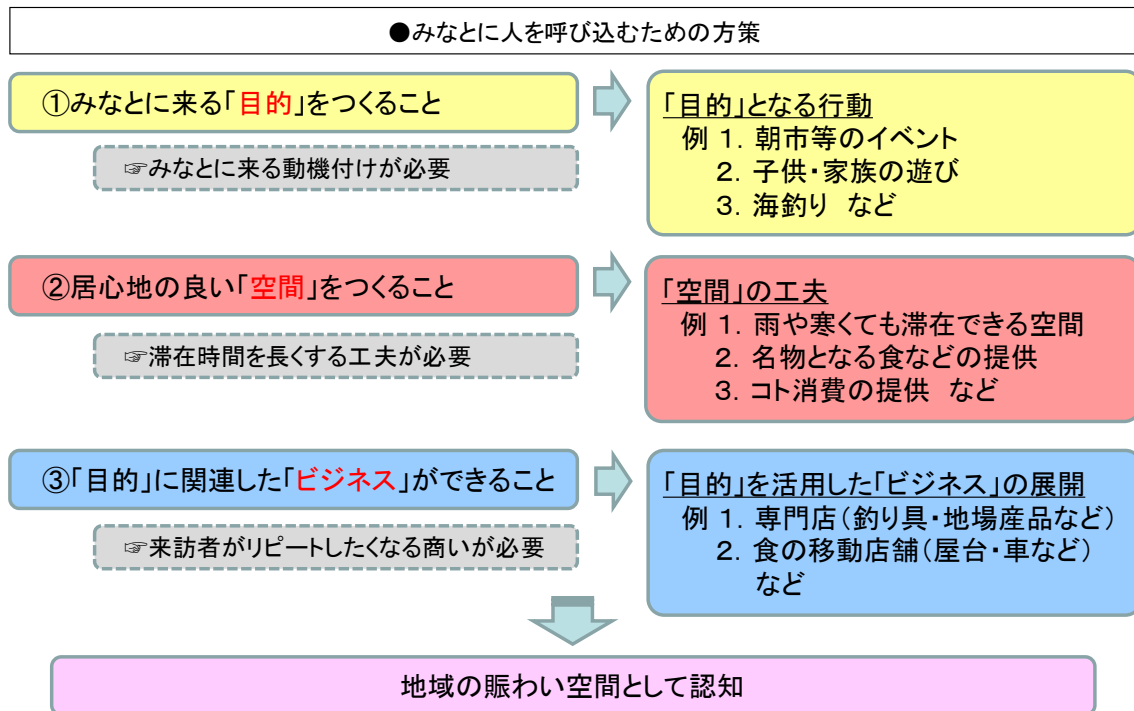 ●みなとに人を呼び込むための方策
①みなとに来る「目的」をつくること
☞みなとに来る動機付けが必要
「目的」となる行動
例 1．朝市等のイベント
2．子供・家族の遊び
3．海釣り など
②居心地の良い「空間」をつくること
☞滞在時間を長くする工夫が必要
「空間」の工夫
例 1．雨や寒くても滞在できる空間
2．名物となる食などの提供
3．コト消費の提供 など
③「目的」に関連した「ビジネス」ができること
☞来訪者がリピートしたくなる商いが必要
「目的」を活用した「ビジネス」の展開
例 1．専門店（釣り具・地場産品など）
2．食の移動店舗（屋台・車など）
など
地域の賑わい空間として認知